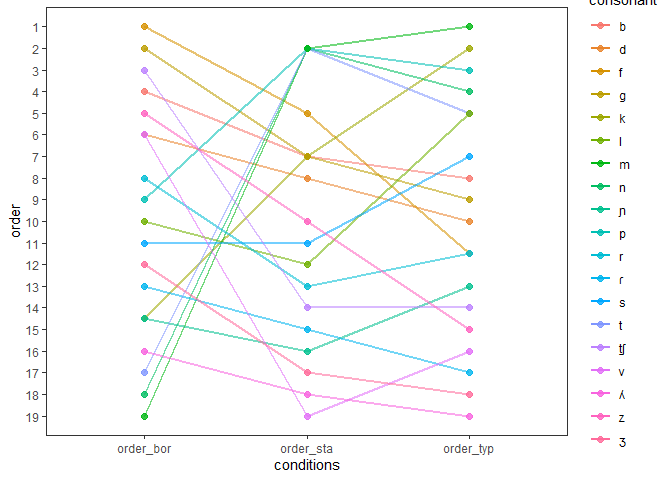 consonant
1
2
3
4
5
6
7
8
9
10
11
12
13
14
15
16
17
18
19
order
order_bor
order_sta
order_typ
conditions
b
d
f
g
k
l
m
n
ɲ
p
r
ɾ
s
t
tʃ
v
ʎ
z
ʒ